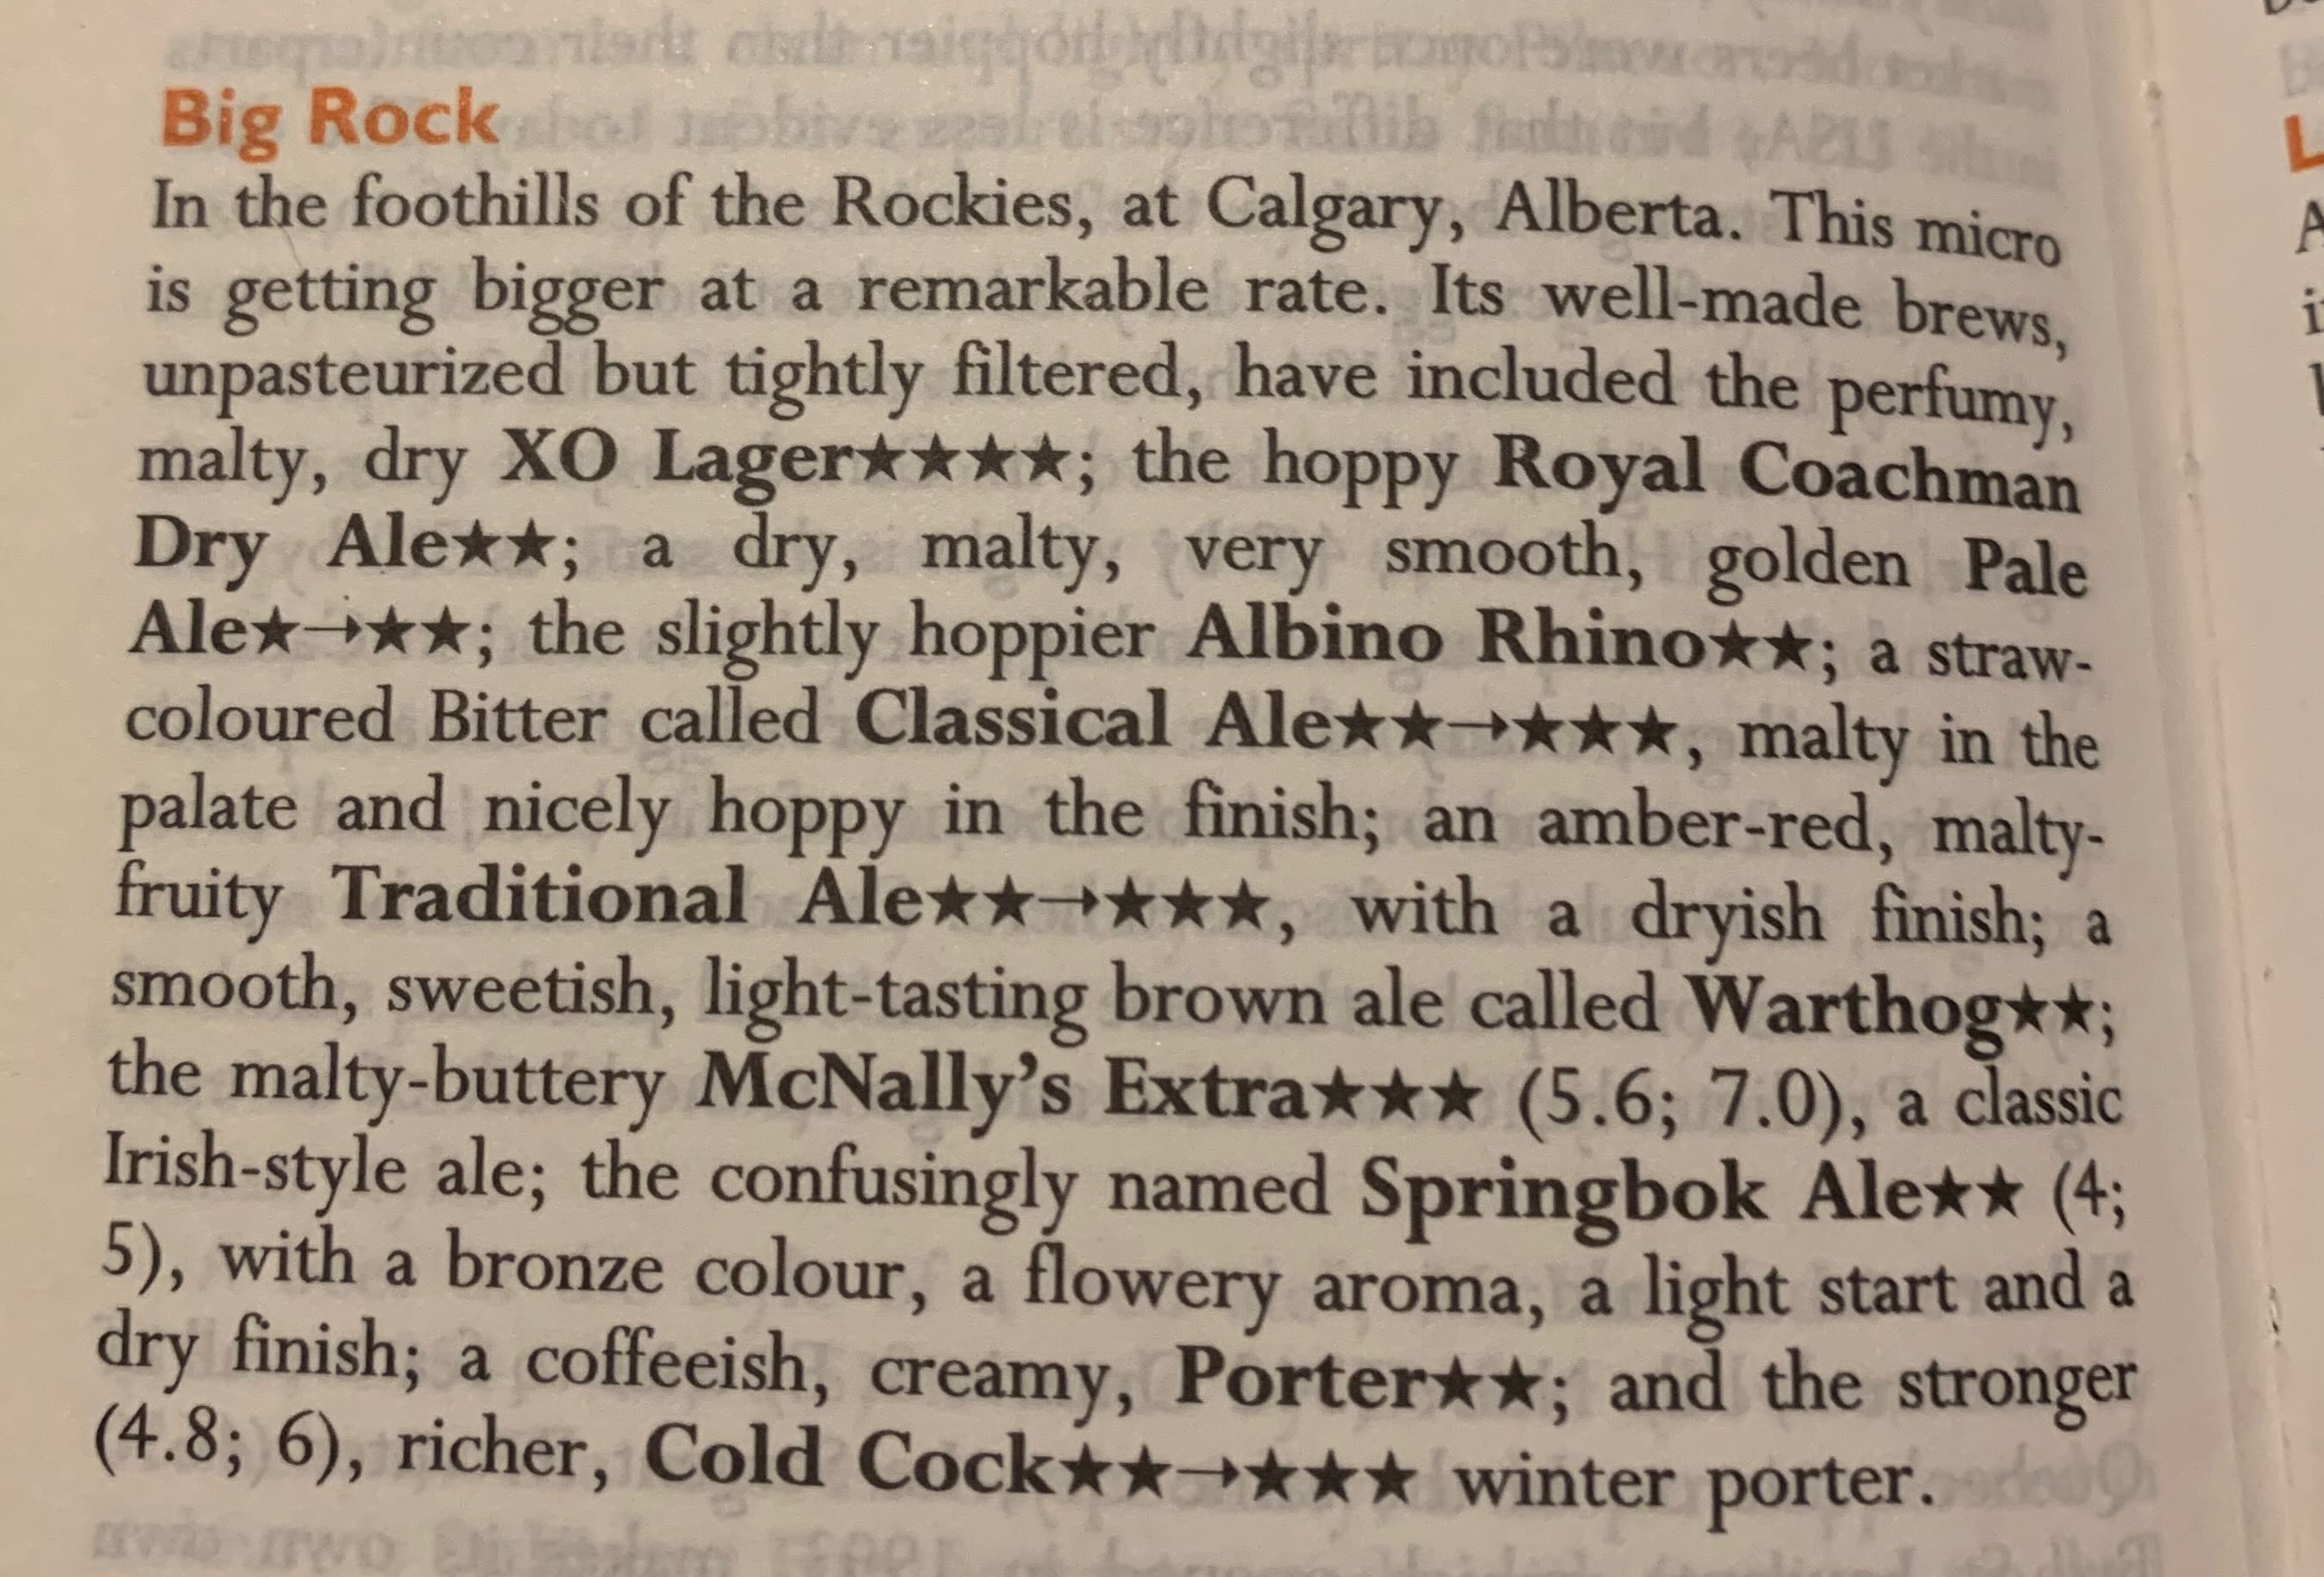 Big Rock
In the foothills of the Rockies, at Calgary, Alberta. This micro
is getting bigger at a remarkable rate. Its well-made brews,
unpasteurized but tightly filtered, have included the perfumy,
malty, dry XO Lager★★★★; the hoppy Royal Coachman
Dry Ale★★; a dry, malty, very smooth, golden Pale
Ale★→★★; the slightly hoppier Albino Rhino★★; a straw-
coloured Bitter called Classical Ale★★→★★★, malty in the
palate and nicely hoppy in the finish; an amber-red, malty-
fruity Traditional Ale★★→★★★, with a dryish finish; a
smooth, sweetish, light-tasting brown ale called Warthog★★;
the malty-buttery McNally's Extra★★★ (5.6; 7.0), a classic
Irish-style ale; the confusingly named Springbok Ale★★ (4;
5), with a bronze colour, a flowery aroma, a light start and a
dry finish; a coffeeish, creamy, Porter★★; and the stronger
(4.8; 6), richer, Cold Cock★★→★★★ winter porter.